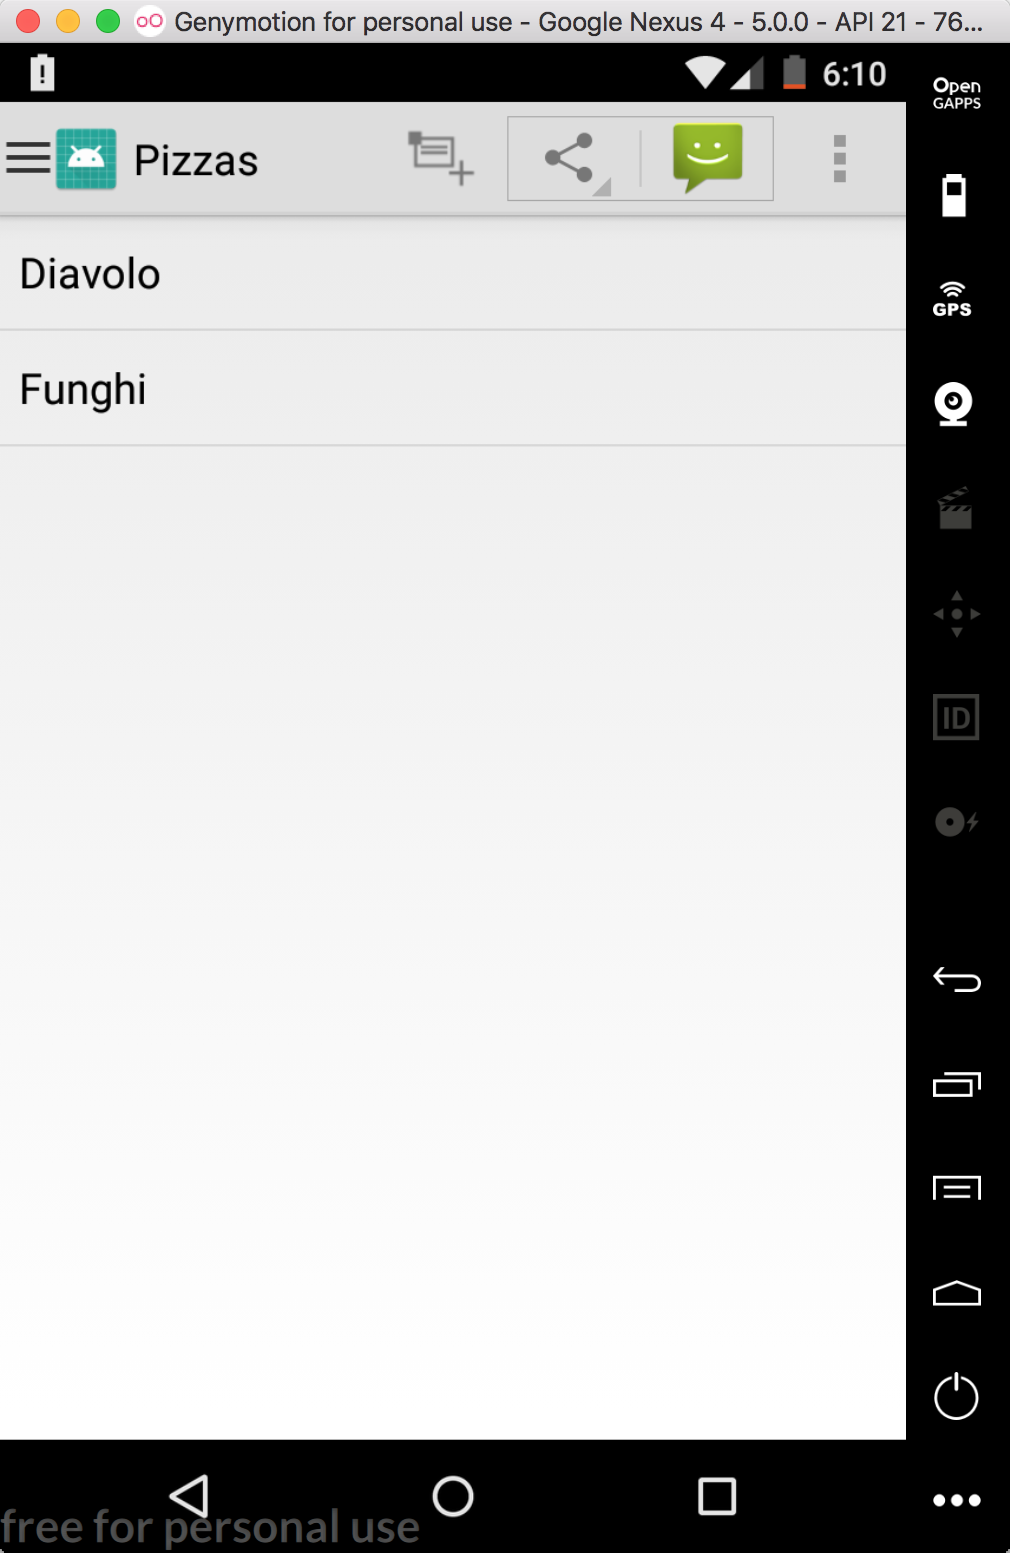 Genymotion for personal use - Google Nexus 4 - 5.0.0 - API 21 - 76...
6:10
Open
GAPPS
Pizzas
Diavolo
GPS
Funghi
ID
free for personal use